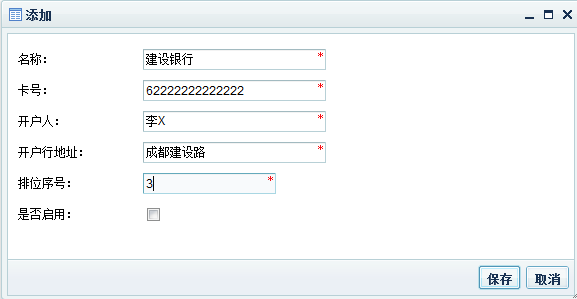 添加
名称： 建设银行 *
卡号： 62222222222222 *
开户人： 李X *
开户行地址： 成都建设路 *
排位序号： 3 *
是否启用：
保存 取消